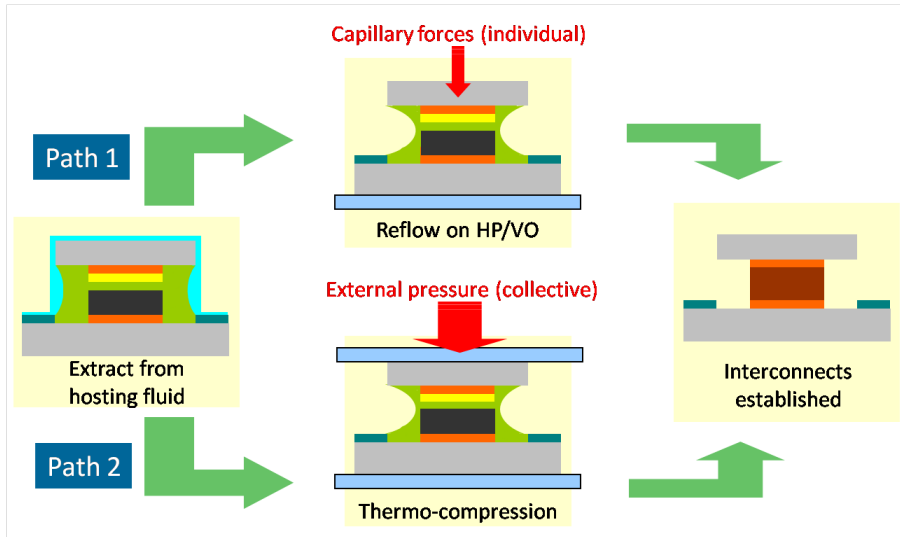 Capillary forces (individual)
Path 1
Reflow on HP/VO
External pressure (collective)
Extract from
hosting fluid
Interconnects
established
Path 2
Thermo-compression